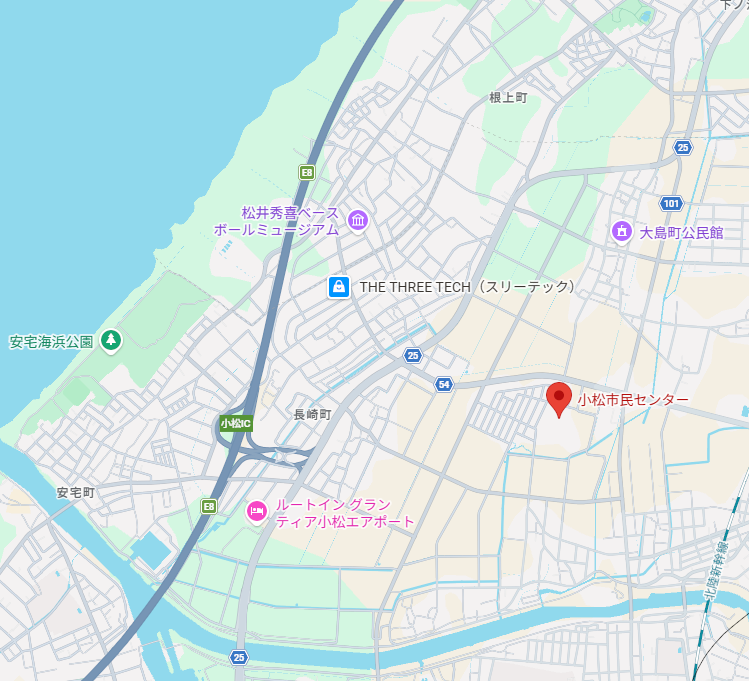 根上町
25
E8
101
松井秀喜ベース
ボールミュージアム
大島町公民館
THE THREE TECH（スリーテック）
安宅海浜公園
25
54
小松市民センター
長崎町
小松IC
安宅町
E8
ルートイン グラン
ティア小松エアポート
北陸新幹線
25